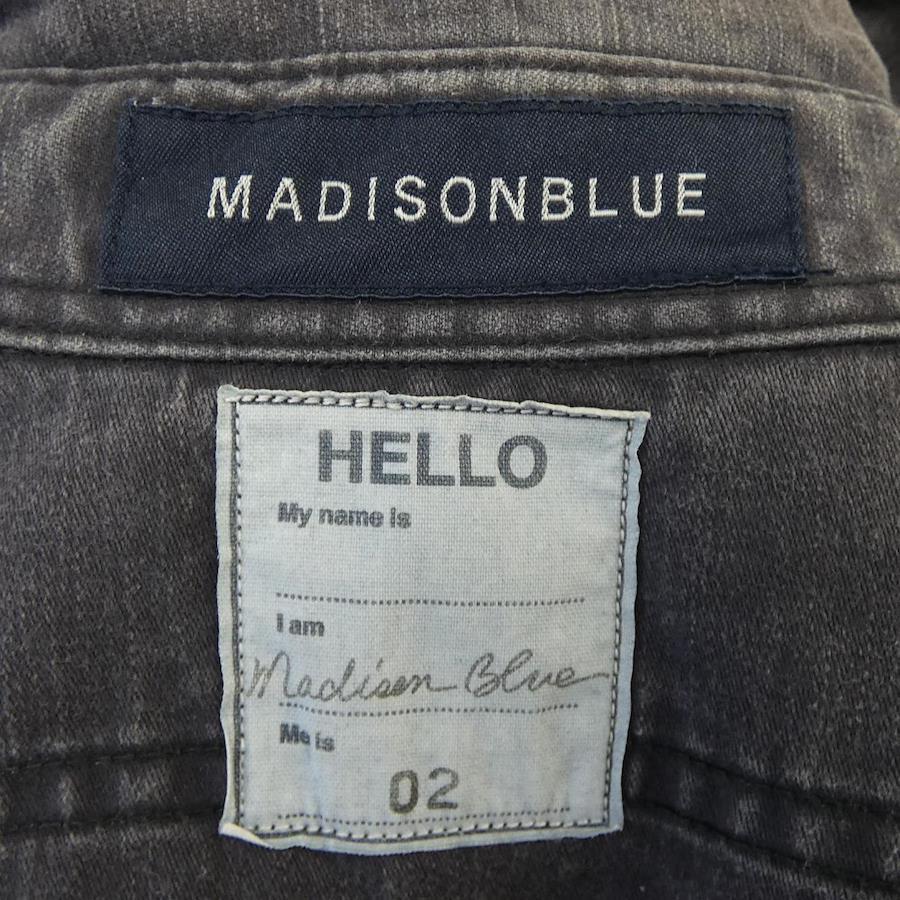 MADISONBLUE
HELLO
My name is
I am
Madison Blue
Me is
02